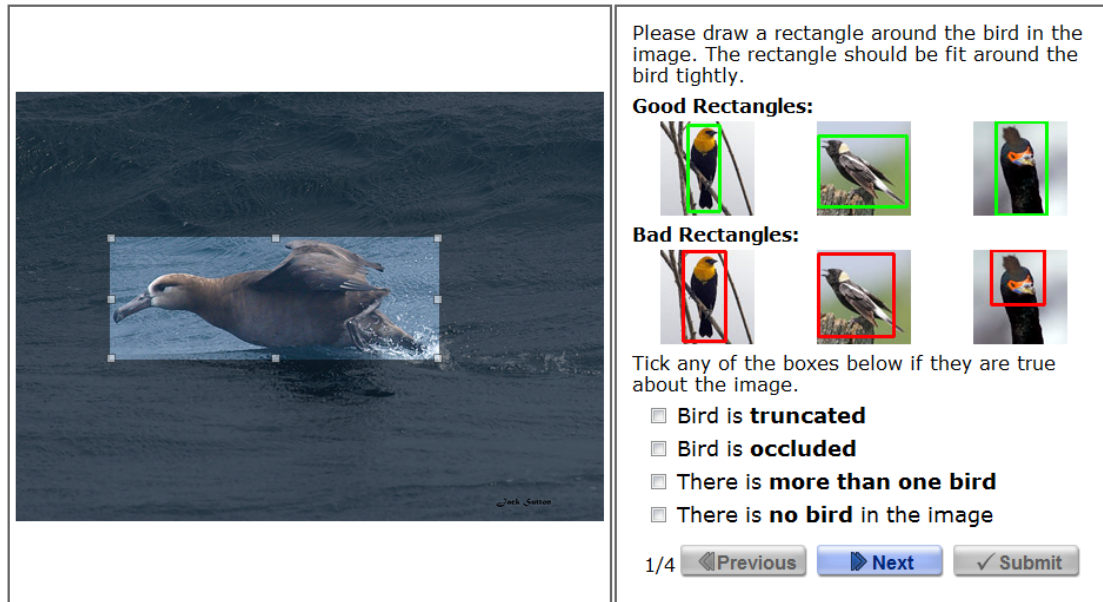 Please draw a rectangle around the bird in the
image. The rectangle should be fit around the
bird tightly.
Good Rectangles:
Bad Rectangles:
Tick any of the boxes below if they are true
about the image.
Bird is truncated
Bird is occluded
There is more than one bird
There is no bird in the image
Jack Sutton
1/4 Previous Next Submit